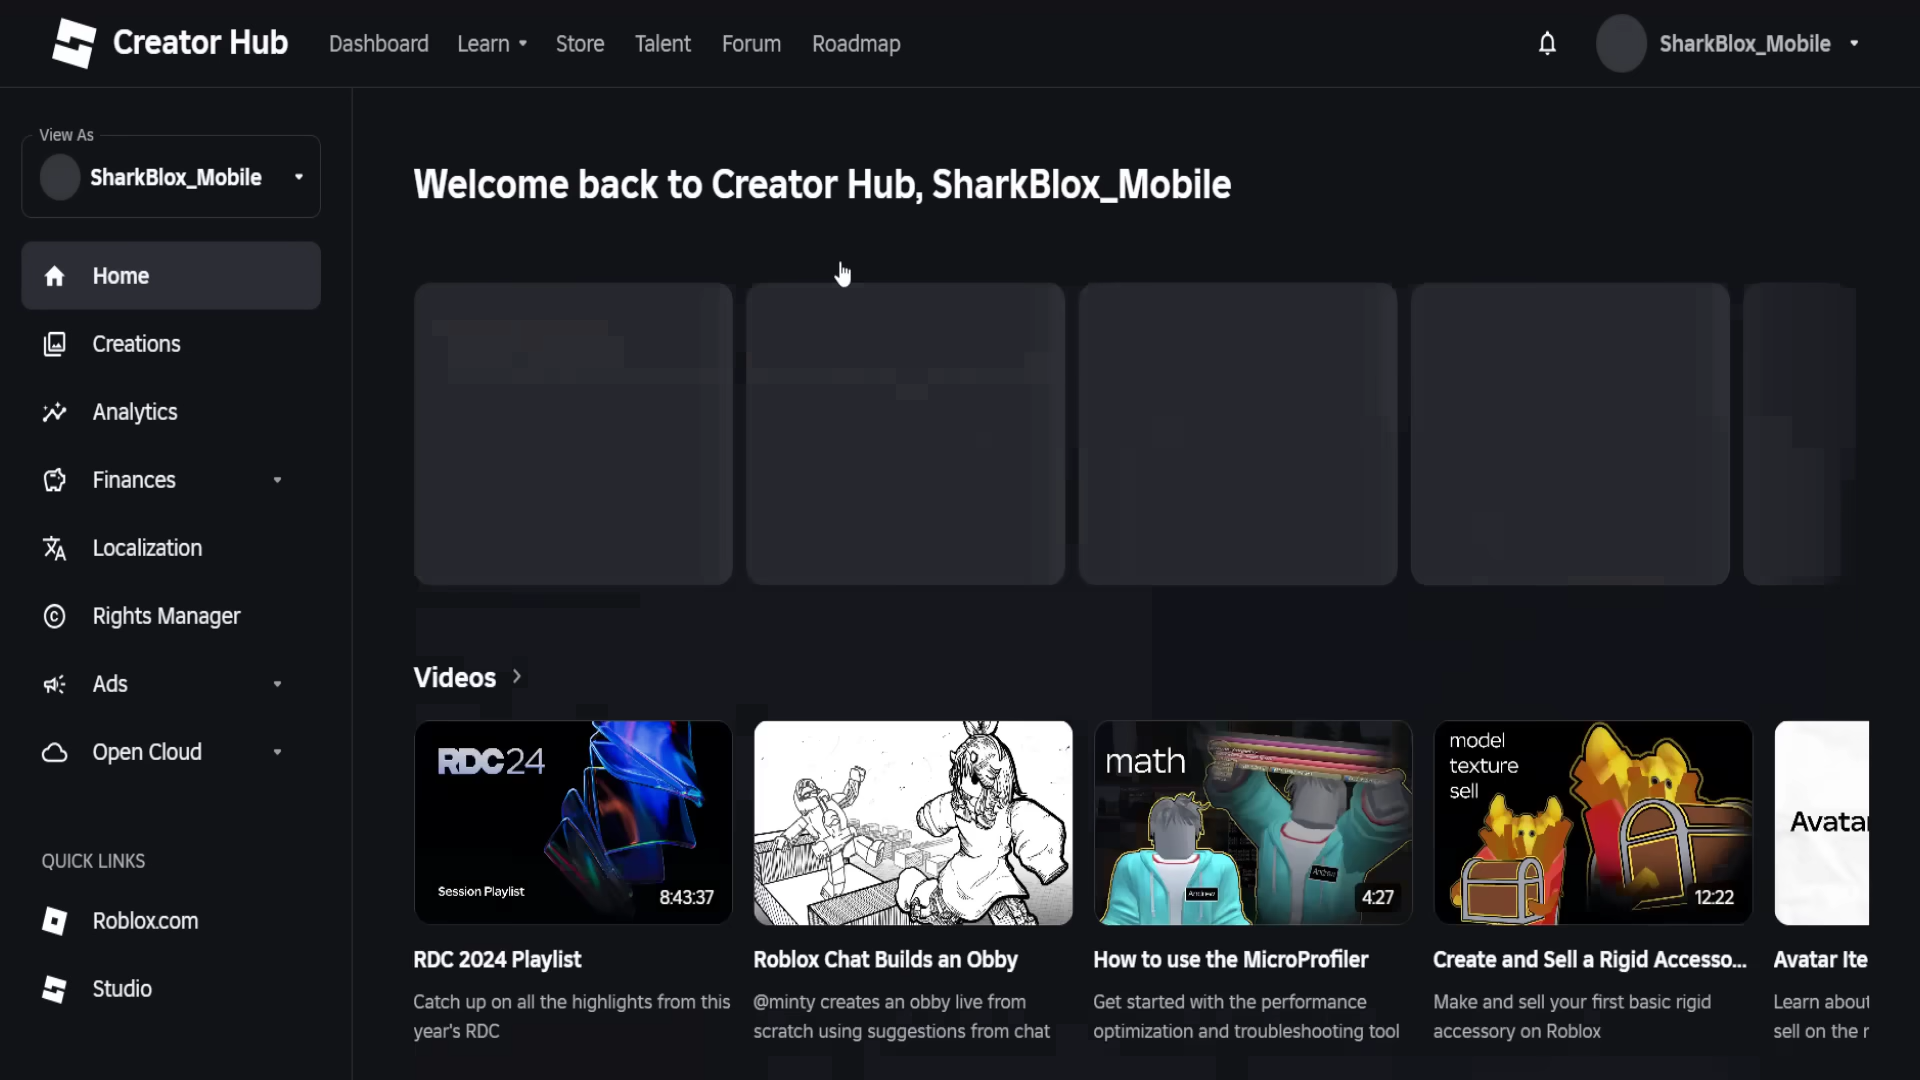 Creator Hub
Dashboard
Learn
Store
Talent
Forum
Roadmap
SharkBlox_Mobile
View As
SharkBlox_Mobile
Home
Creations
Analytics
Finances
Localization
Rights Manager
Ads
Open Cloud
QUICK LINKS
Roblox.com
Studio
Welcome back to Creator Hub, SharkBlox_Mobile
Videos
RDC24
Session Playlist
8:43:37
RDC 2024 Playlist
Catch up on all the highlights from this
year's RDC
Roblox Chat Builds an Obby
@minty creates an obby live from
scratch using suggestions from chat
math
Andrew
Andrew
4:27
How to use the MicroProfiler
Get started with the performance
optimization and troubleshooting tool
model
texture
sell
12:22
Create and Sell a Rigid Accesso...
Make and sell your first basic rigid
accessory on Roblox
Avatar
Avatar Ite
Learn about
sell on the r